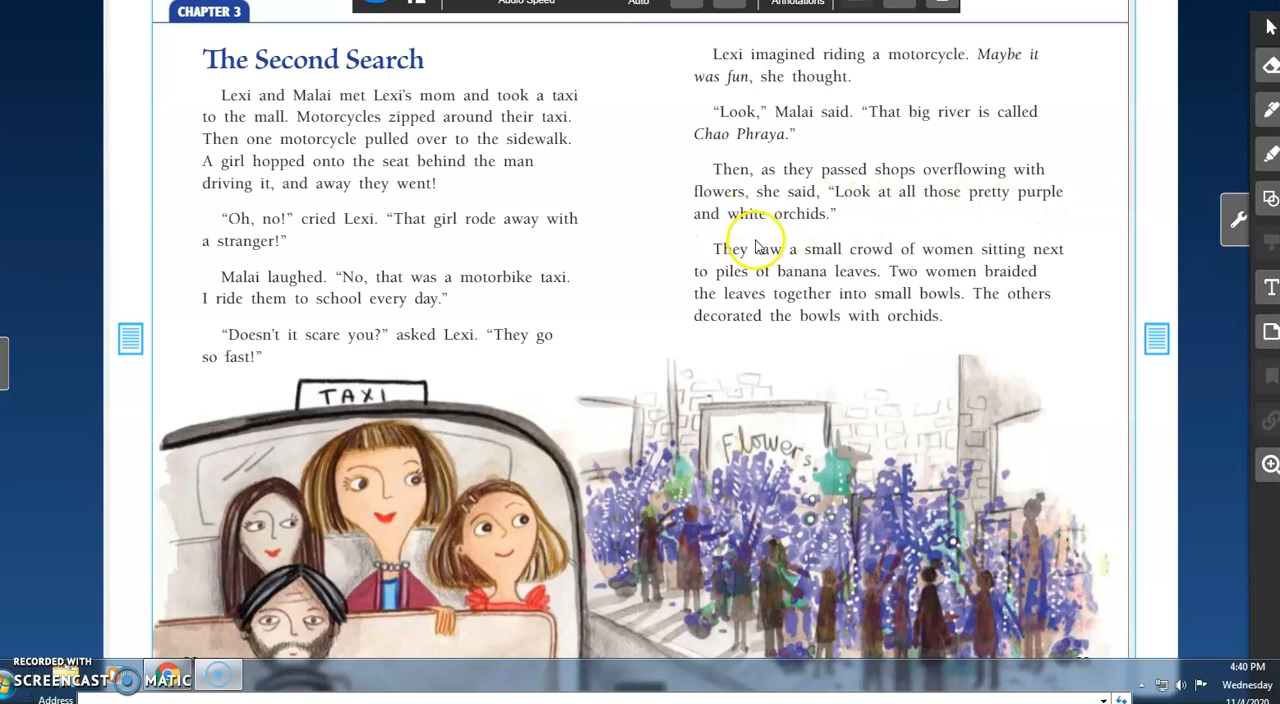 Audio Speed
Auto
Annotations
CHAPTER 3
The Second Search
Lexi and Malai met Lexi's mom and took a taxi
to the mall. Motorcycles zipped around their taxi.
Then one motorcycle pulled over to the sidewalk.
A girl hopped onto the seat behind the man
driving it, and away they went!
“Oh, no!” cried Lexi. “That girl rode away with
a stranger!”
Malai laughed. “No, that was a motorbike taxi.
I ride them to school every day.”
“Doesn't it scare you?” asked Lexi. “They go
so fast!”
Lexi imagined riding a motorcycle. Maybe it
was fun, she thought.
“Look,” Malai said. “That big river is called
Chao Phraya.”
Then, as they passed shops overflowing with
flowers, she said, “Look at all those pretty purple
and white orchids.”
They saw a small crowd of women sitting next
to piles of banana leaves. Two women braided
the leaves together into small bowls. The others
decorated the bowls with orchids.
TAXI
Flowers
RECORDED WITH
SCREENCAST MATIC
Address
4:40 PM
Wednesday
11/4/2020